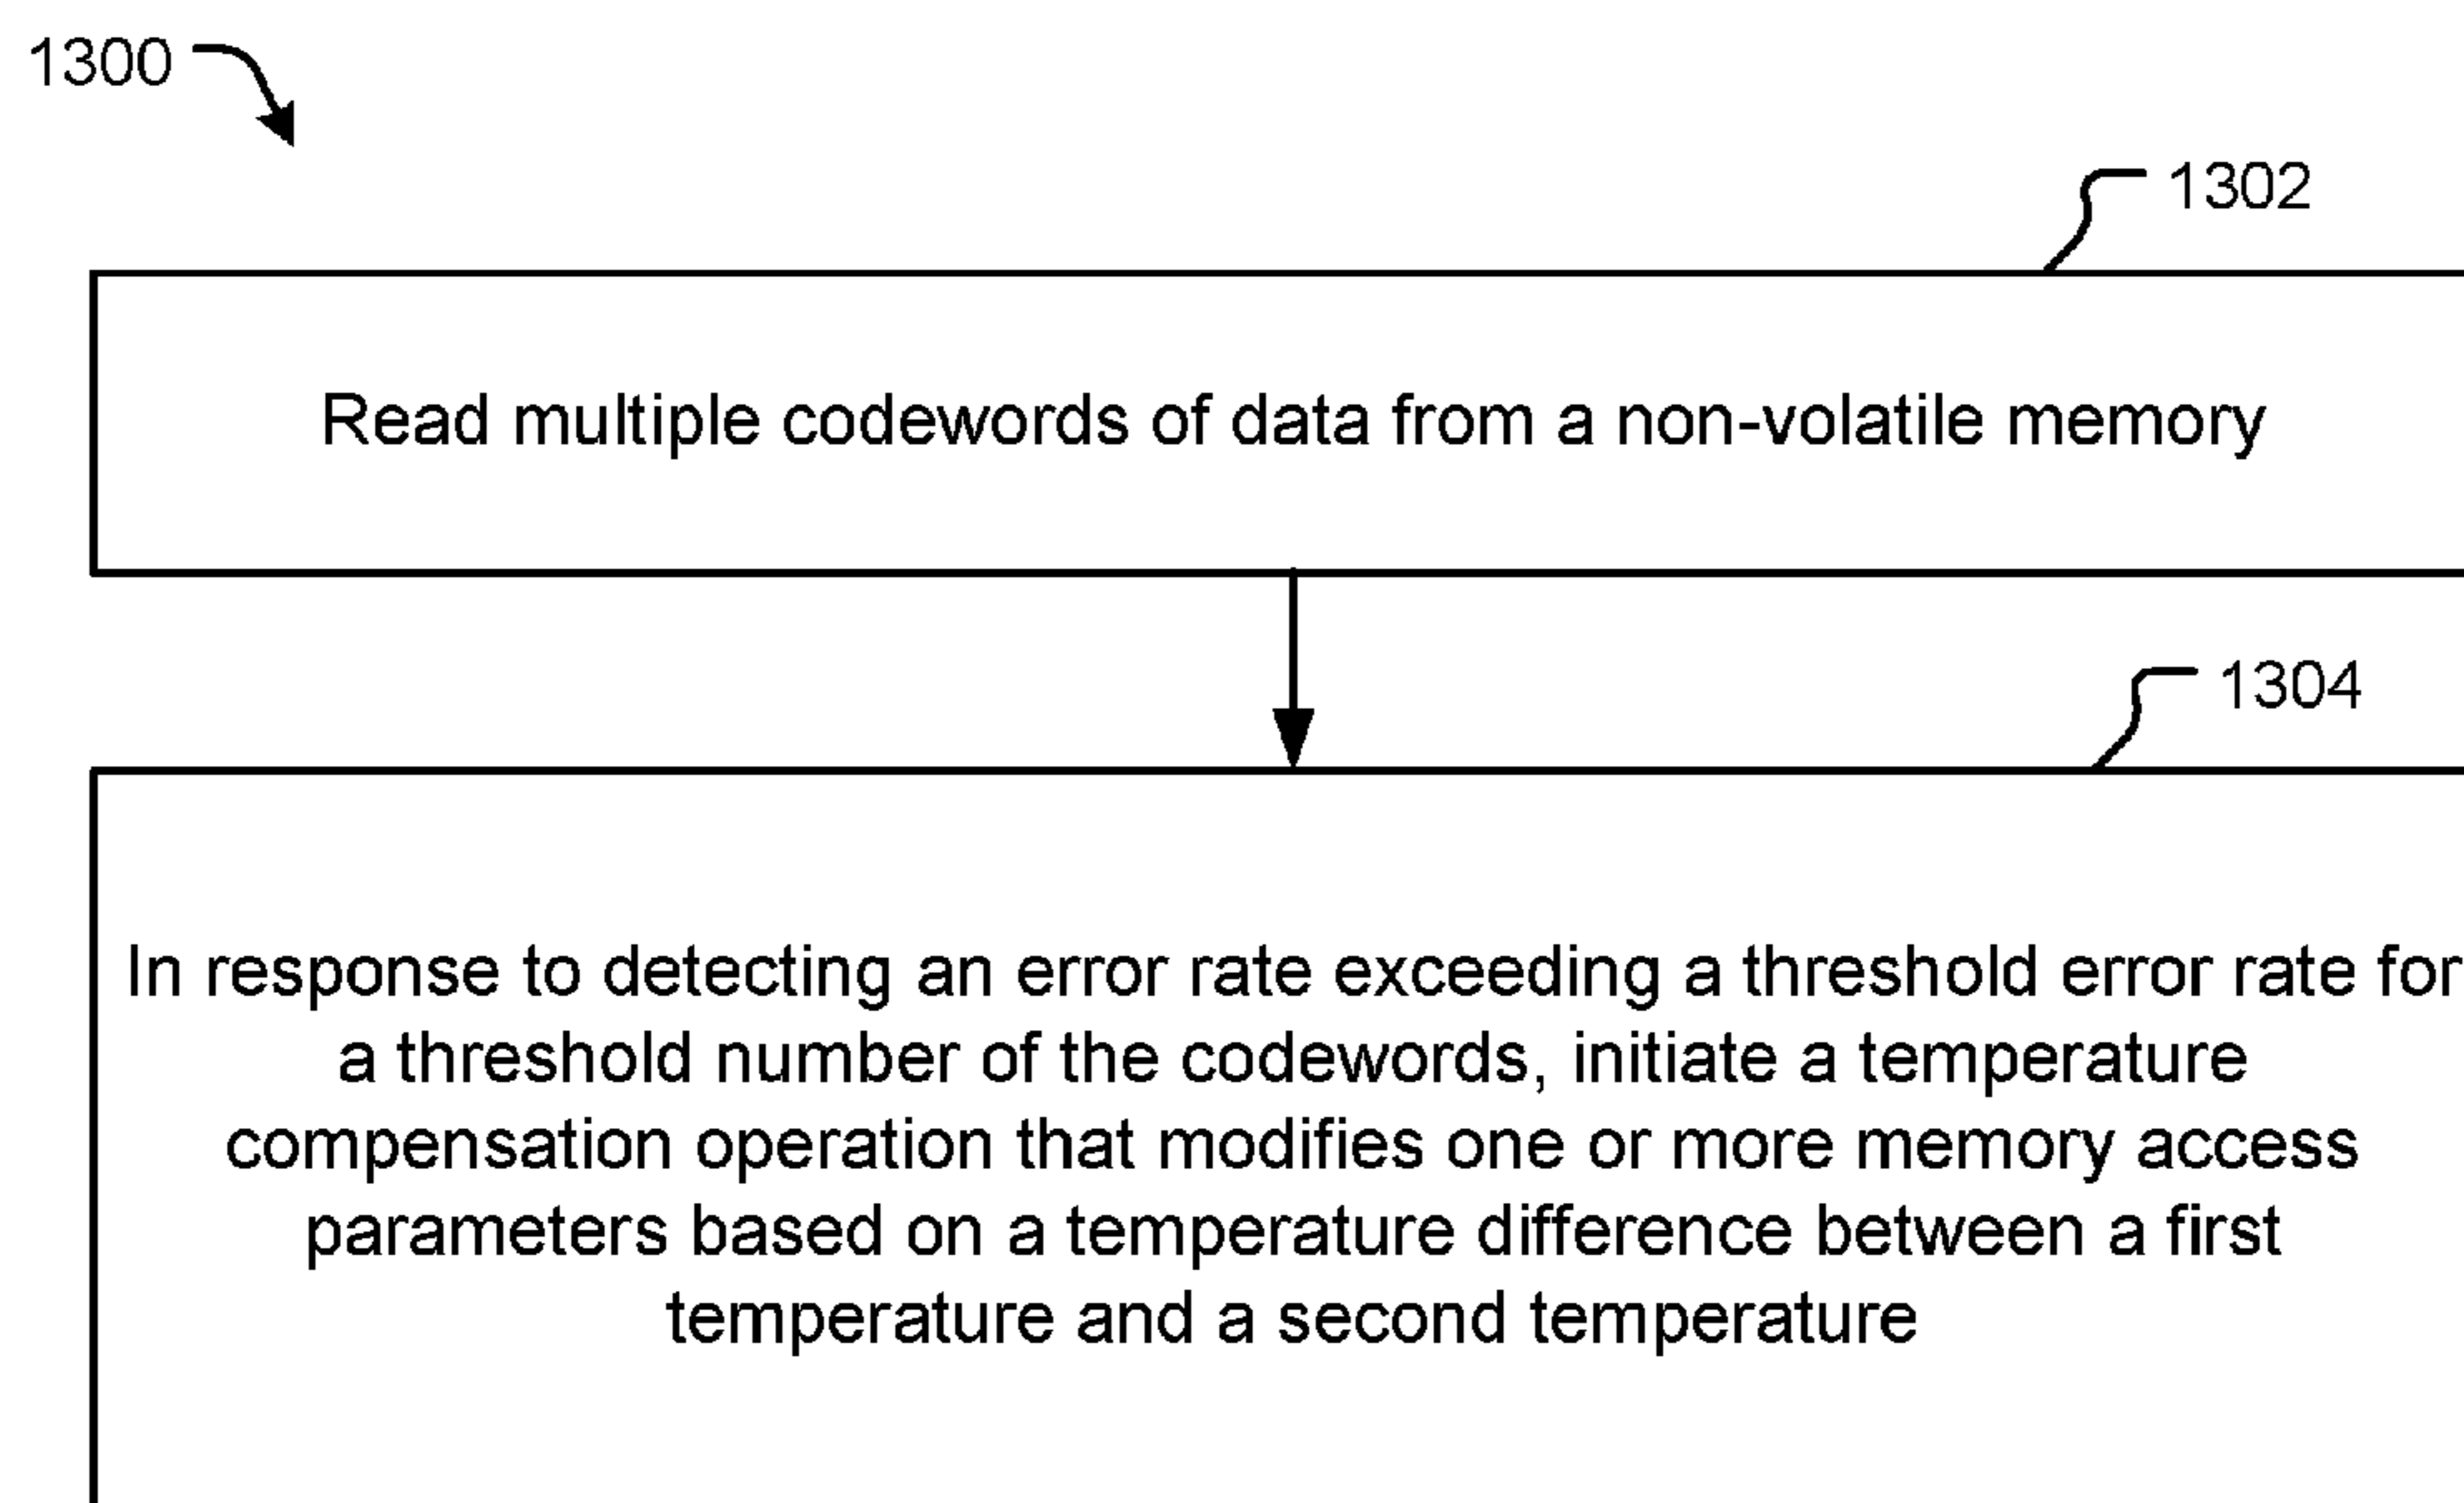 1300
1302
Read multiple codewords of data from a non-volatile memory
1304
In response to detecting an error rate exceeding a threshold error rate for
a threshold number of the codewords, initiate a temperature
compensation operation that modifies one or more memory access
parameters based on a temperature difference between a first
temperature and a second temperature